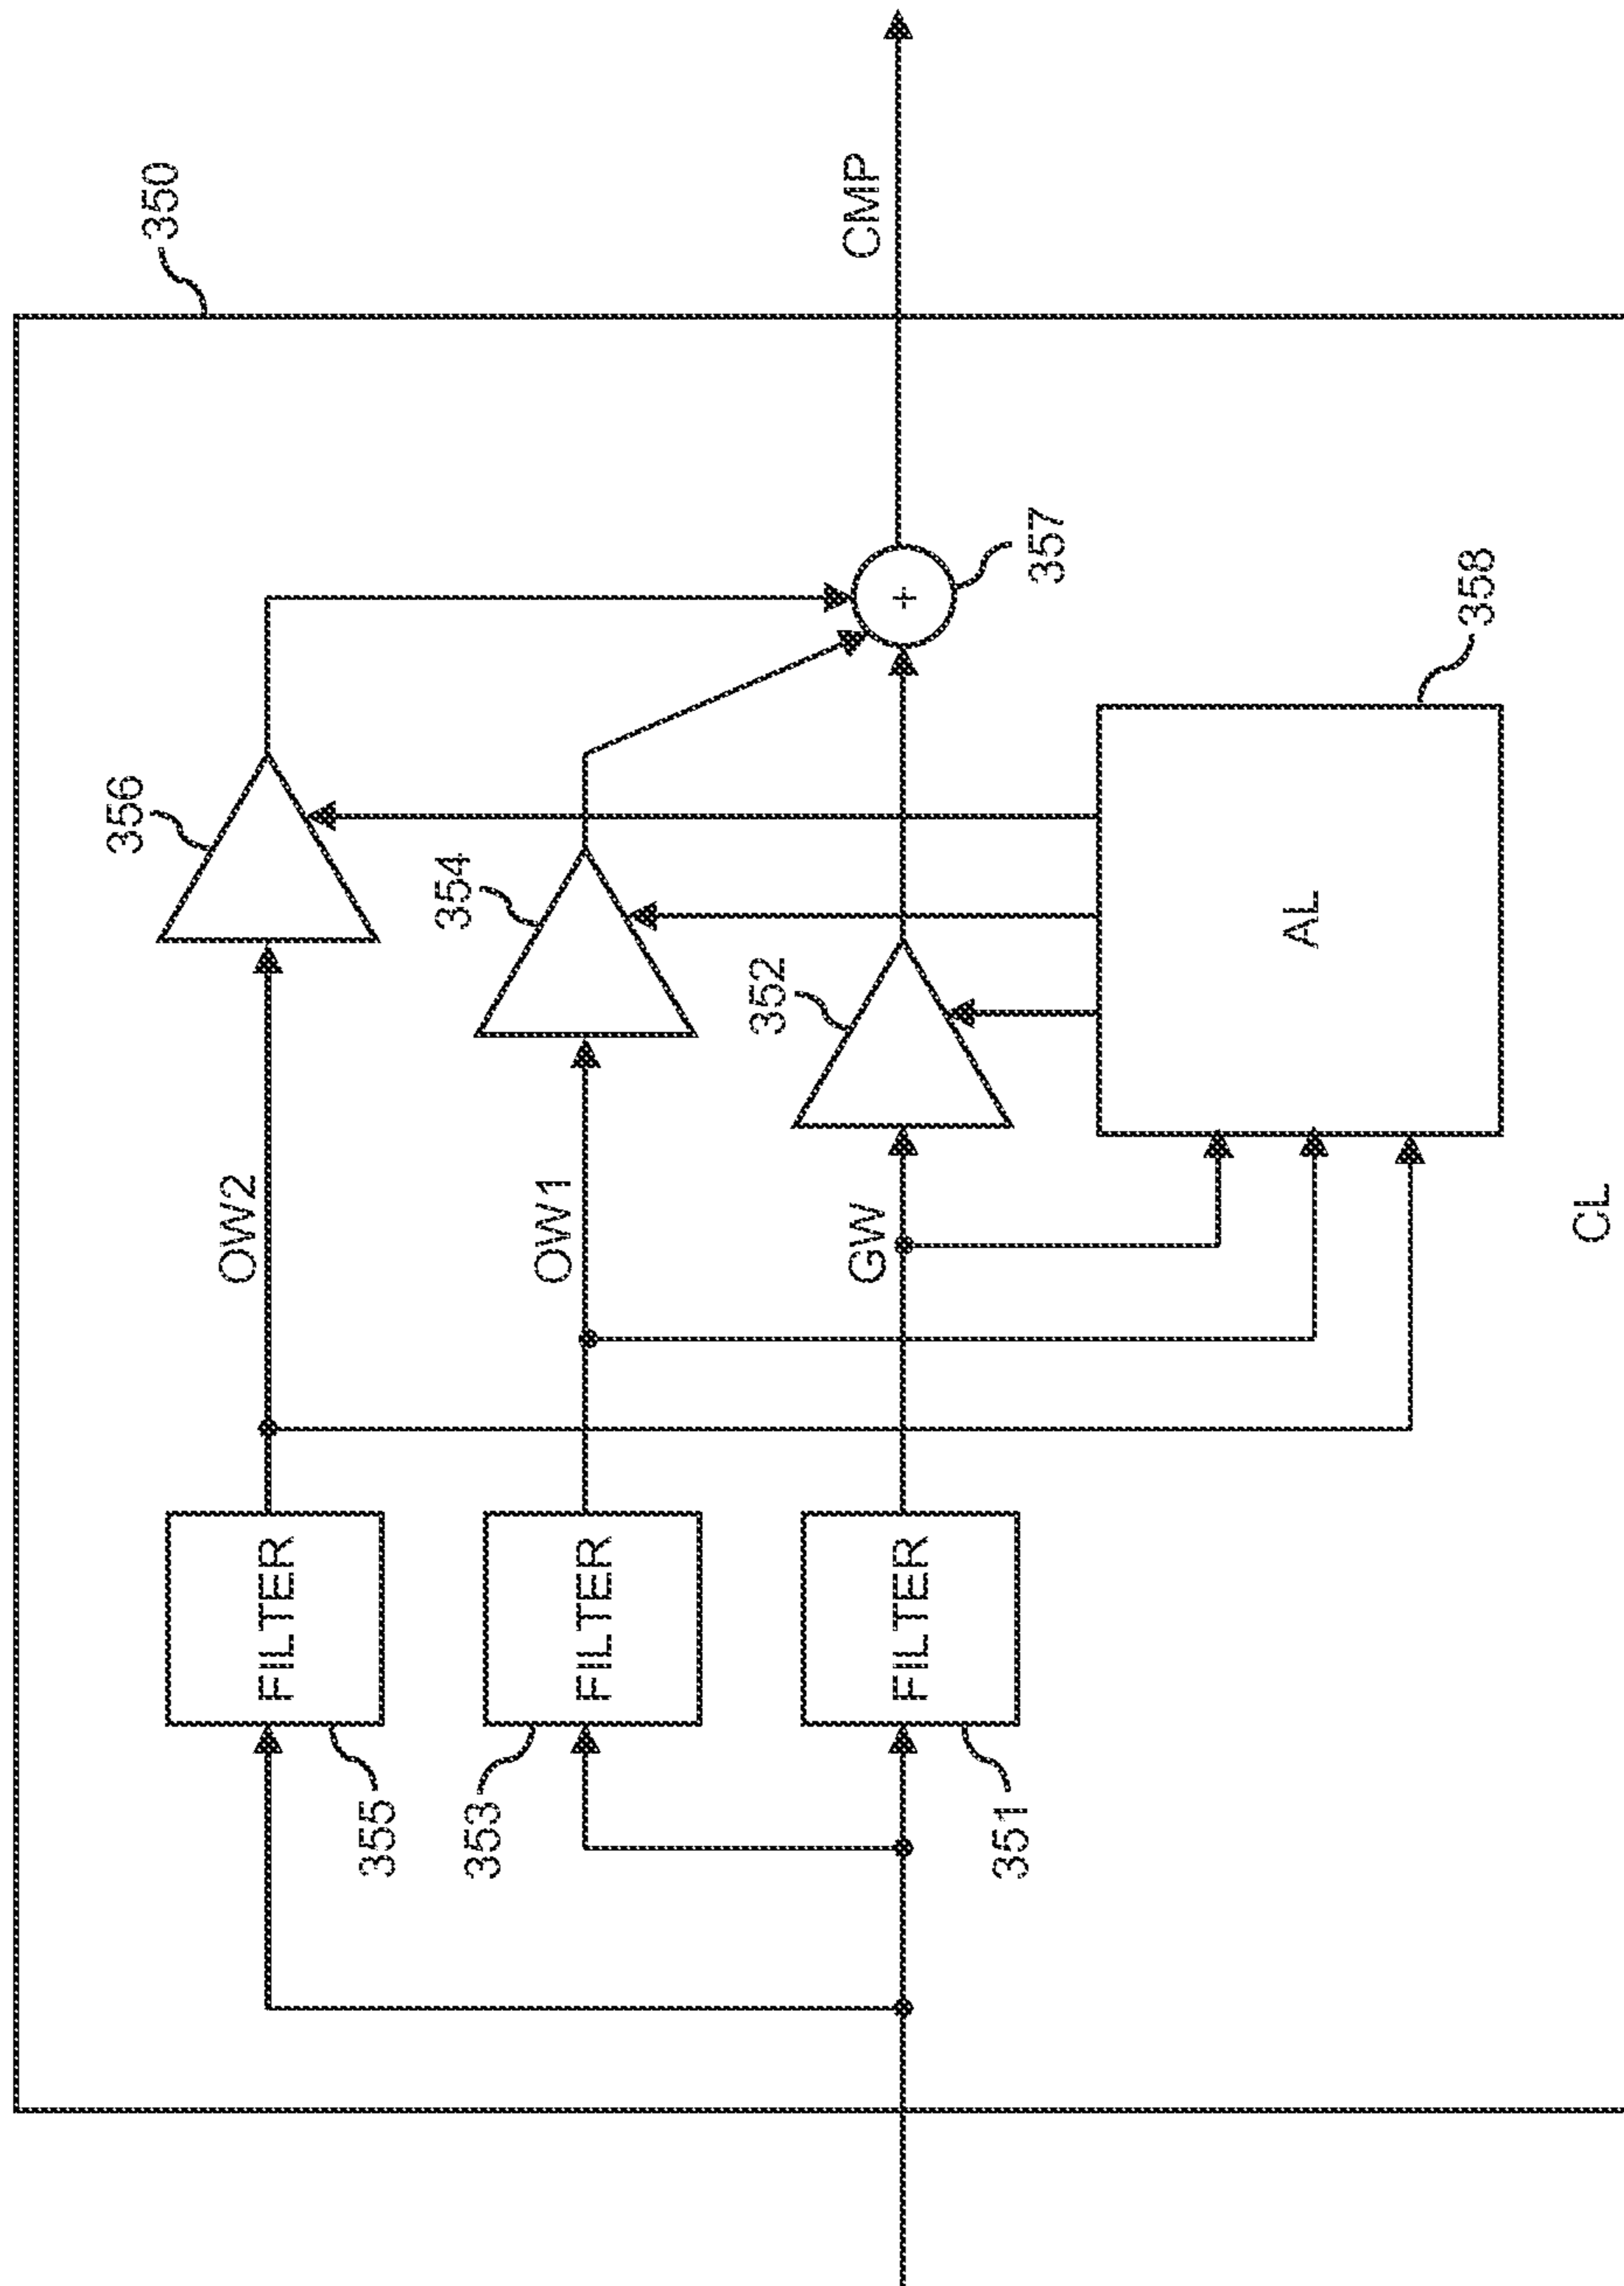 350
356
OW2
FILTER
355
354
OW1
FILTER
353
CMP
352
GW
FILTER
351
+
357
AL
358
CL